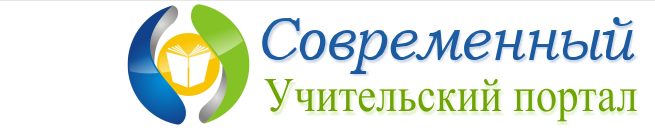 Современный
Учительский портал